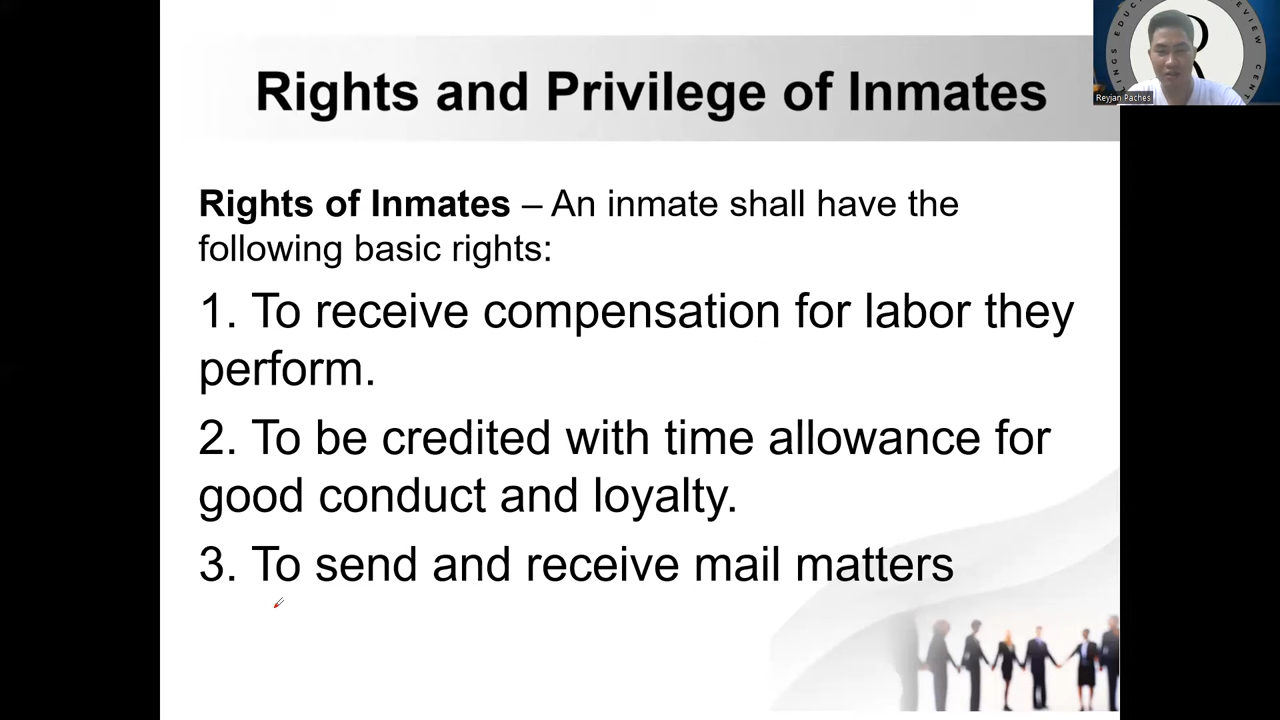 Rights and Privilege of Inmates
Rights of Inmates – An inmate shall have the
following basic rights:
1. To receive compensation for labor they
perform.
2. To be credited with time allowance for
good conduct and loyalty.
3. To send and receive mail matters
R
Reyjan Paches